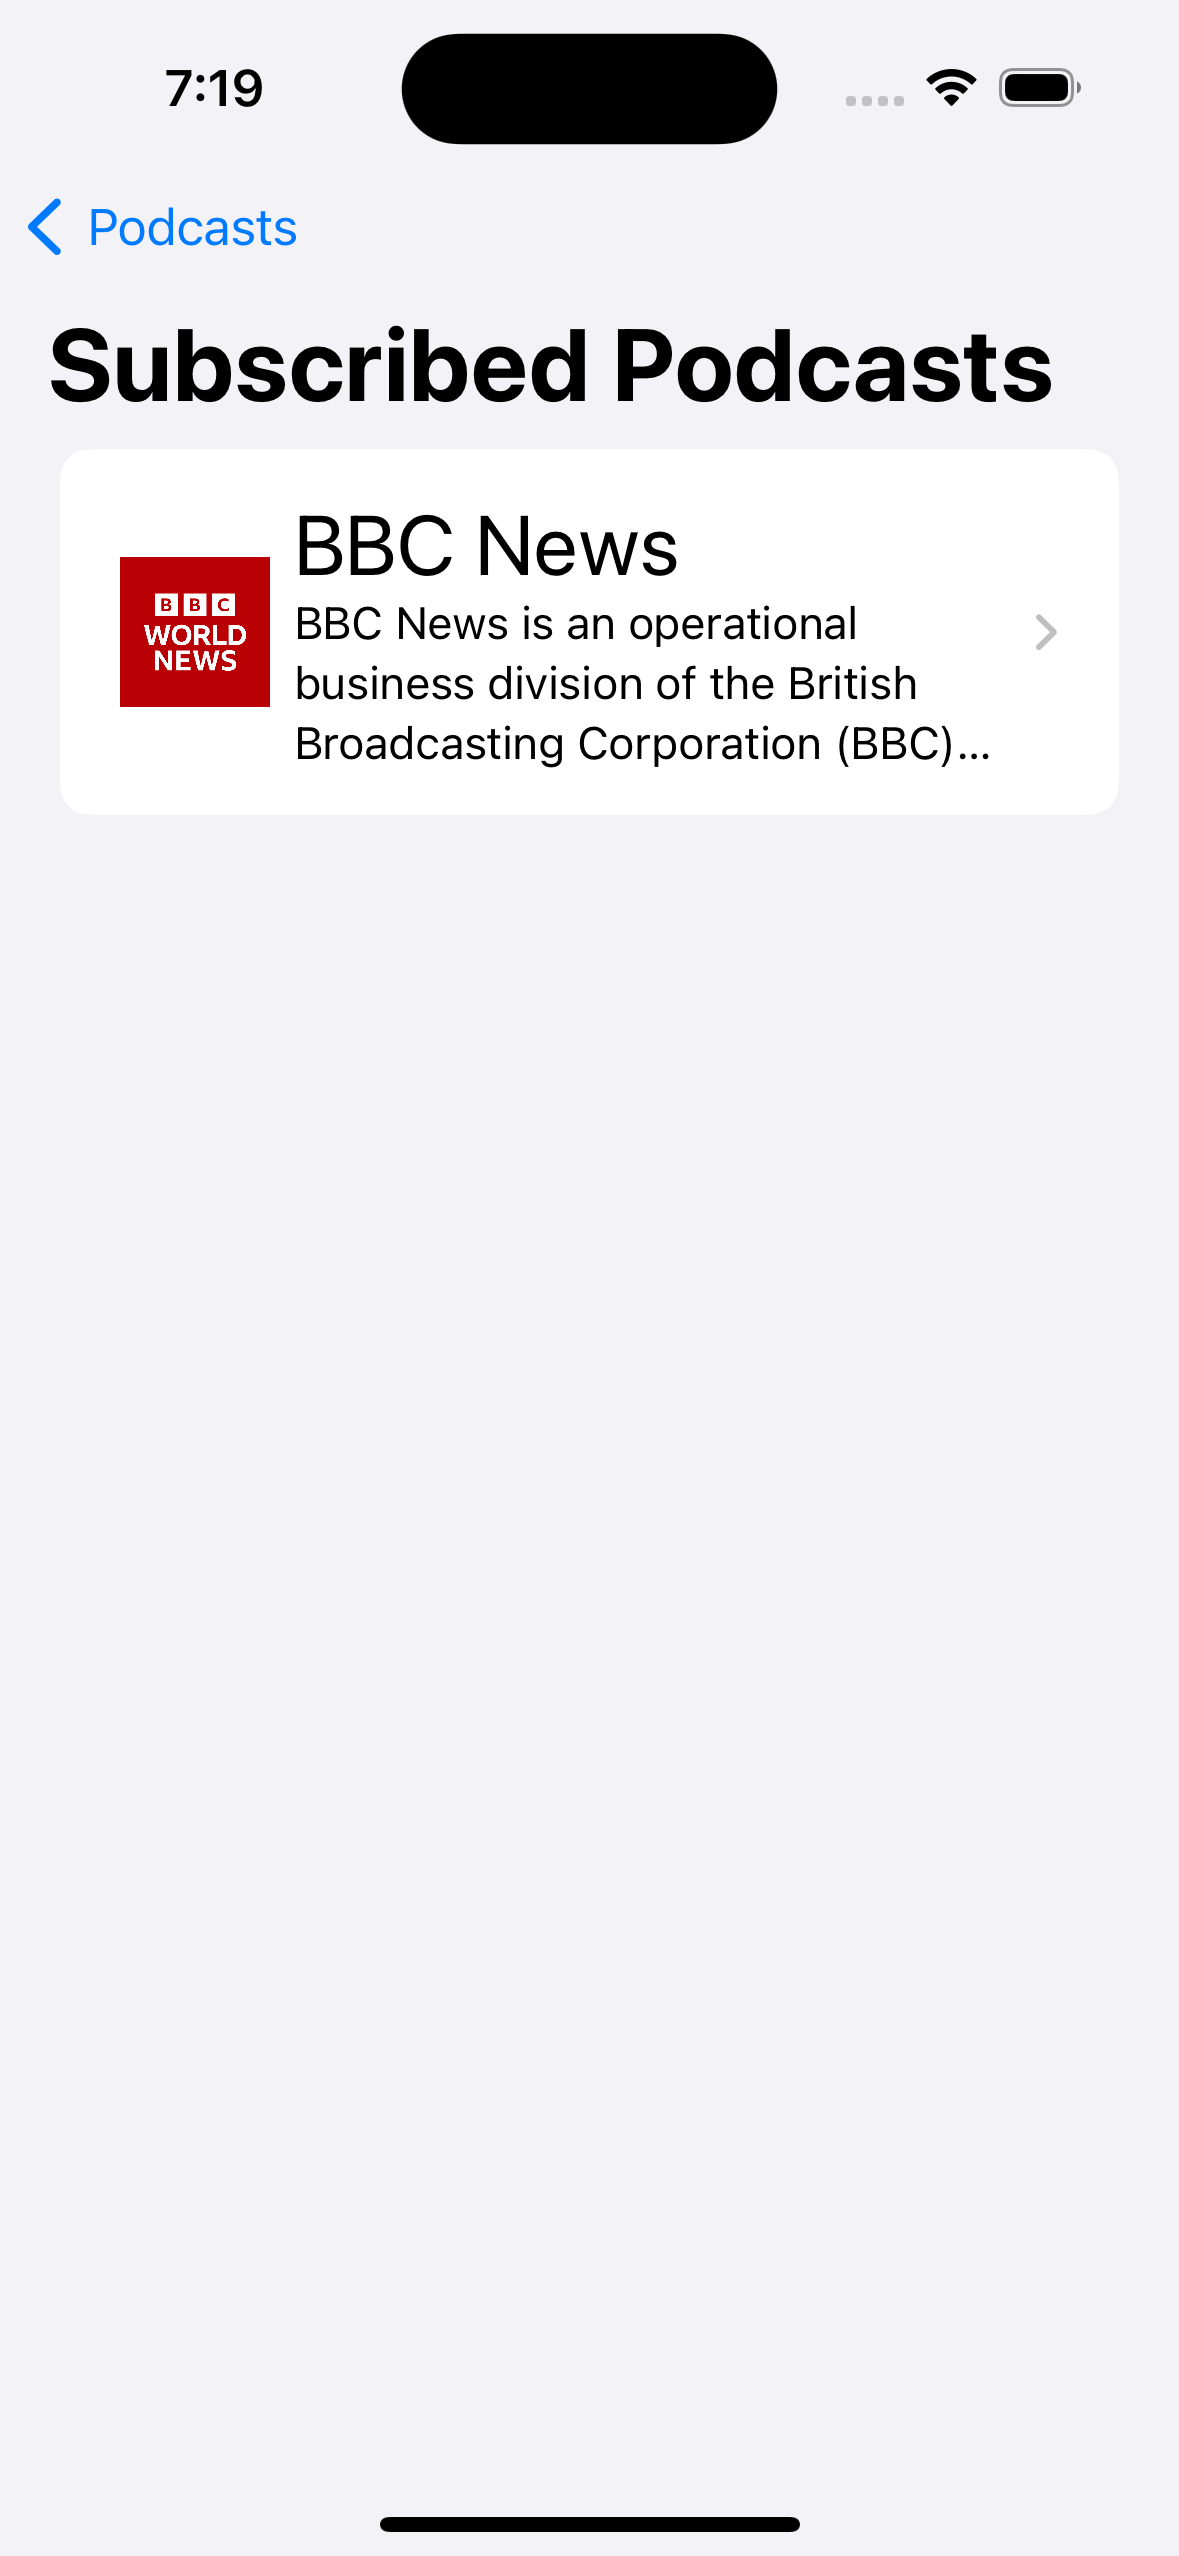 7:19
Podcasts
Subscribed Podcasts
BBC News
BBC
WORLD
NEWS
BBC News is an operational
business division of the British
Broadcasting Corporation (BBC)...